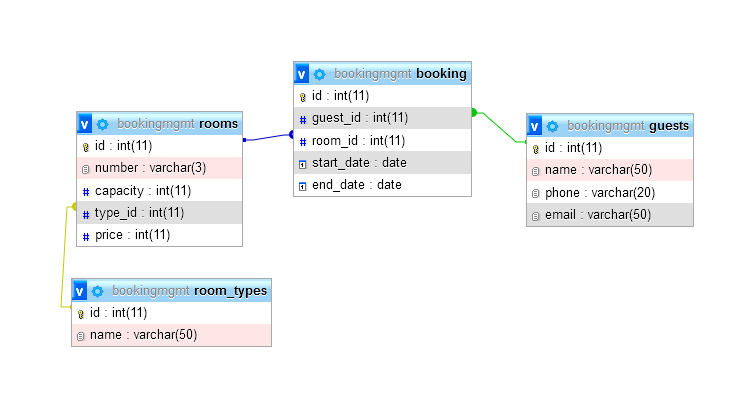 v bookingmgmt booking
id : int(11)
guest_id : int(11)
room_id : int(11)
start_date : date
end_date : date
v bookingmgmt rooms
id : int(11)
number : varchar(3)
capacity : int(11)
type_id : int(11)
price : int(11)
v bookingmgmt guests
id : int(11)
name : varchar(50)
phone : varchar(20)
email : varchar(50)
v bookingmgmt room_types
id : int(11)
name : varchar(50)